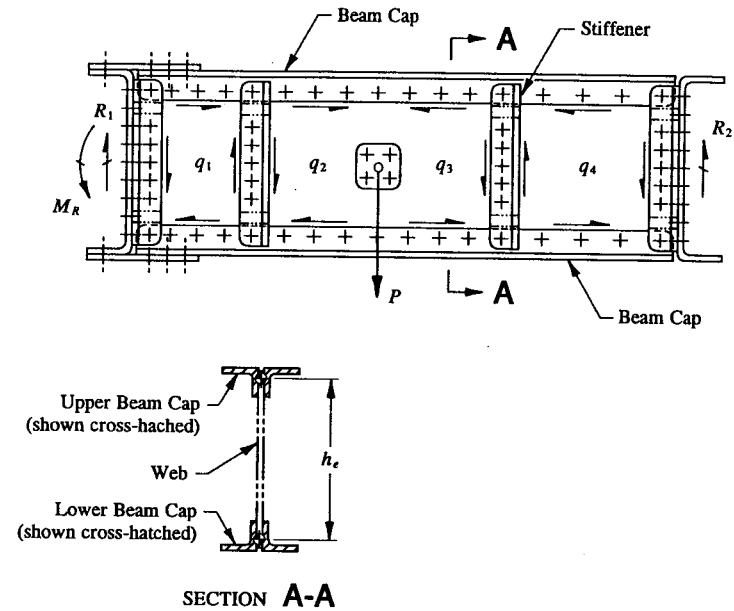 Beam Cap
A
Stiffener
R1
R2
q1
q2
q3
q4
MR
P
A
Beam Cap
Upper Beam Cap
(shown cross-hached)
he
Web
Lower Beam Cap
(shown cross-hatched)
SECTION A-A